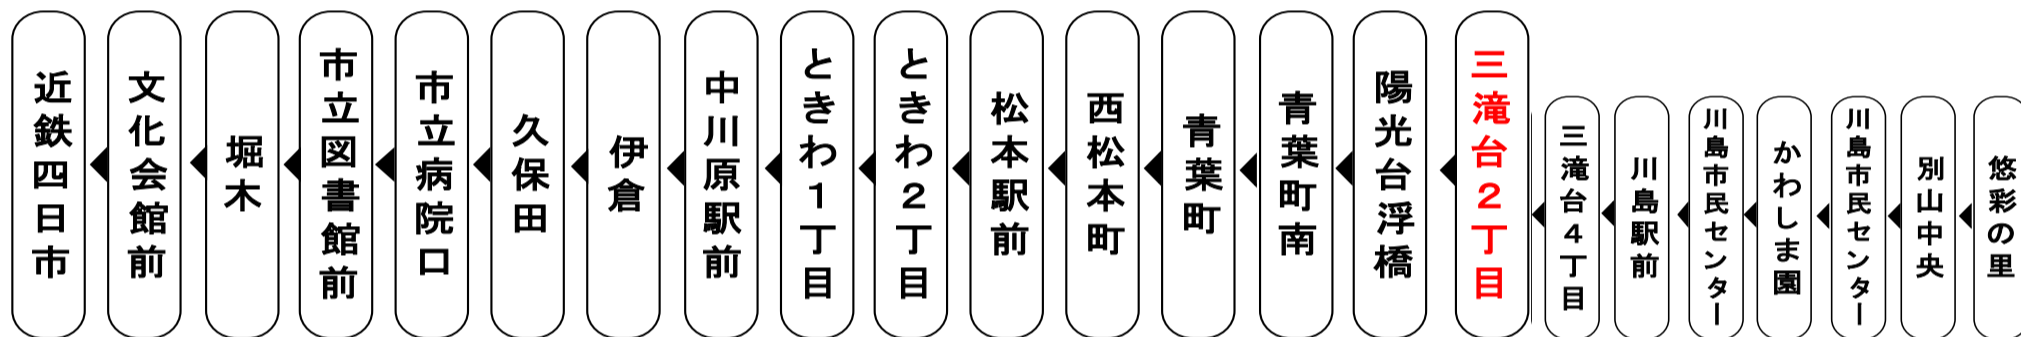 近鉄四日市
文化会館前
堀木
市立図書館前
市立病院口
久保田
伊倉
中川原駅前
ときわ1丁目
ときわ2丁目
松本駅前
西松本町
青葉町
青葉町南
陽光台浮橋
三滝台2丁目
三滝台4丁目
川島駅前
川島市民センター
かわしま園
川島市民センター
別山中央
悠彩の里